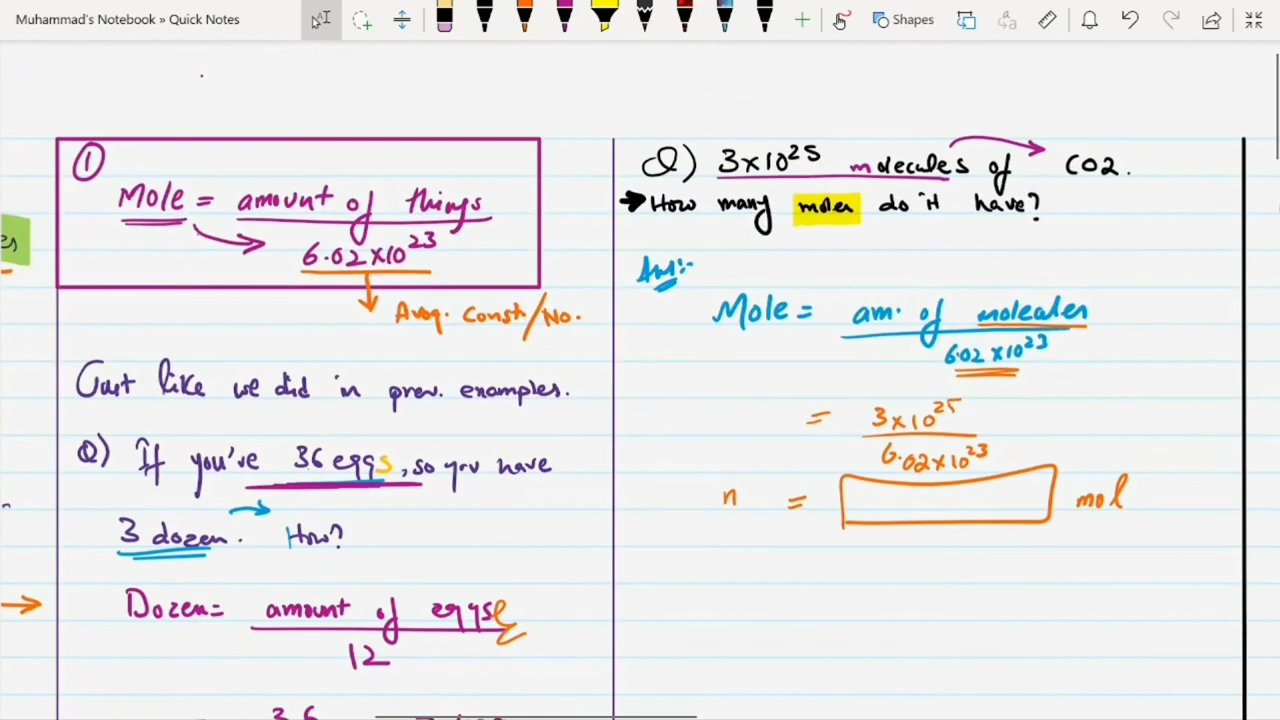 Muhammad's Notebook » Quick Notes
Shapes
①
Mole = amount of things
6.02×10²³
Avog. Const/No.
Just like we did in prev. examples.
Q) If you've 36 eggs, so you have
3 dozen. How?
Dozen= amount of eggs
12
36
Q) 3×10²⁵ molecules of CO2.
How many moles do it have?
Ans:-
Mole = am. of molecules
6.02×10²³
= 3×10²⁵
6.02×10²³
n = mol